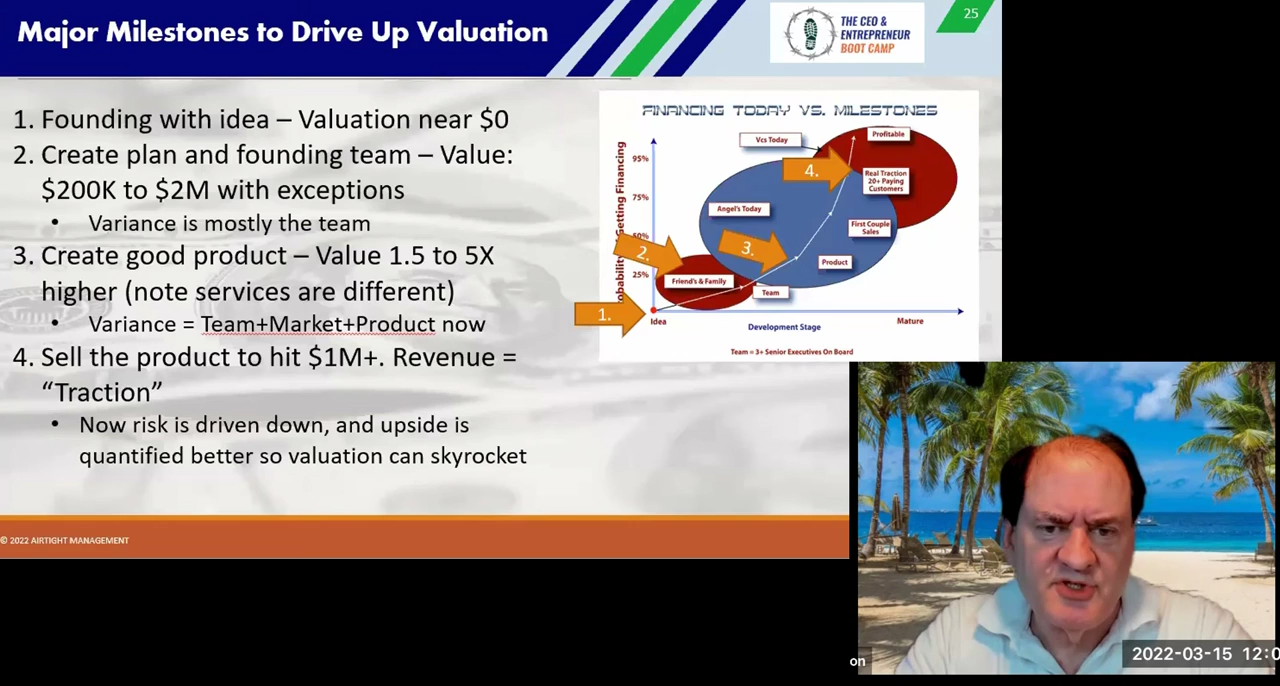 Major Milestones to Drive Up Valuation
THE CEO &
ENTREPRENEUR
BOOT CAMP
25
1. Founding with idea – Valuation near $0
2. Create plan and founding team – Value:
$200K to $2M with exceptions
• Variance is mostly the team
3. Create good product – Value 1.5 to 5X
higher (note services are different)
• Variance = Team+Market+Product now
4. Sell the product to hit $1M+. Revenue =
“Traction”
• Now risk is driven down, and upside is
quantified better so valuation can skyrocket
FINANCING TODAY VS. MILESTONES
Getting Financing
95%
75%
50%
25%
Vcs Today
Profitable
4.
Real Traction
20+ Paying
Customers
Angel's Today
First Couple
Sales
2.
3.
Product
Friend's & Family
Team
1.
Idea
Development Stage
Mature
Team = 3+ Senior Executives On Board
© 2022 AIRTIGHT MANAGEMENT
on
2022-03-15 12:0